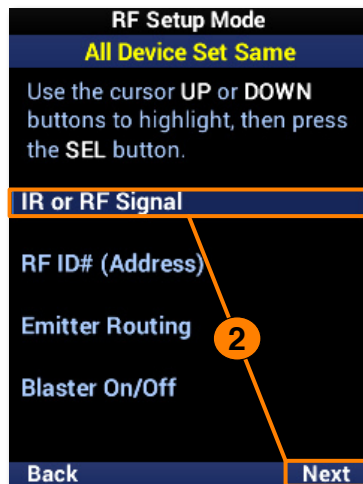 RF Setup Mode
All Device Set Same
Use the cursor UP or DOWN
buttons to highlight, then press
the SEL button.
IR or RF Signal
RF ID# (Address)
Emitter Routing
2
Blaster On/Off
Back Next